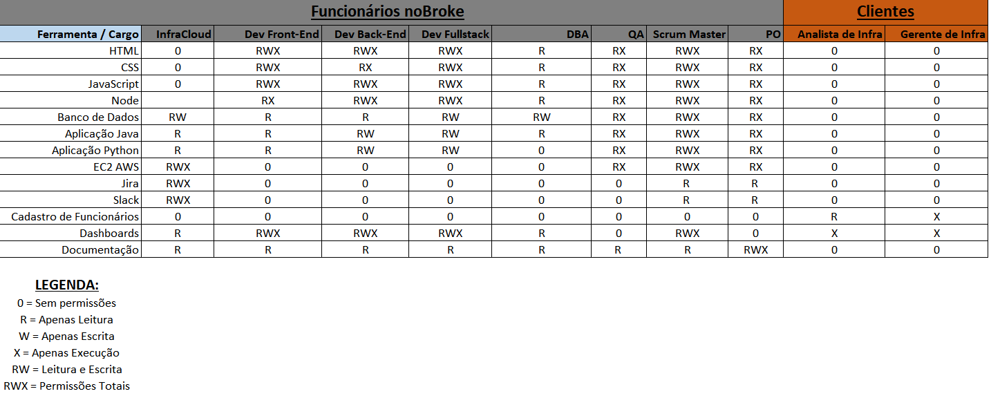 Funcionários noBroke Clientes
Ferramenta / Cargo InfraCloud Dev Front-End Dev Back-End Dev Fullstack DBA QA Scrum Master PO Analista de Infra Gerente de Infra
HTML 0 RWX RWX RWX R RX RWX RX 0 0
CSS 0 RWX RX RWX R RX RWX RX 0 0
JavaScript 0 RWX RWX RWX R RX RWX RX 0 0
Node RX RWX RWX R RX RWX RX 0 0
Banco de Dados RW R R RW RW RX RWX RX 0 0
Aplicação Java R R RW RW R RX RWX RX 0 0
Aplicação Python R R RW RW 0 RX RWX RX 0 0
EC2 AWS RWX 0 0 0 0 RX RWX RX 0 0
Jira RWX 0 0 0 0 0 R R 0 0
Slack RWX 0 0 0 0 0 R R 0 0
Cadastro de Funcionários 0 0 0 0 0 0 0 0 R X
Dashboards R RWX RWX RWX R 0 RWX 0 X X
Documentação R R R R R R R RWX 0 0
LEGENDA:
0 = Sem permissões
R = Apenas Leitura
W = Apenas Escrita
X = Apenas Execução
RW = Leitura e Escrita
RWX = Permissões Totais